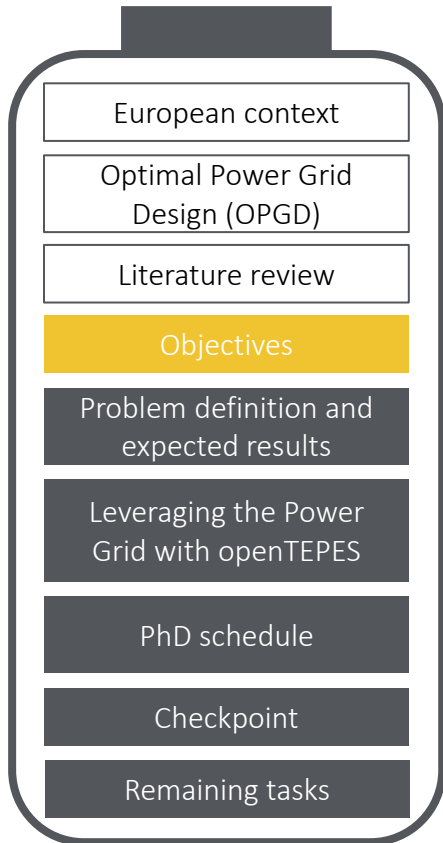 European context
Optimal Power Grid
Design (OPGD)
Literature review
Objectives
Problem definition and
expected results
Leveraging the Power
Grid with openTEPES
PhD schedule
Checkpoint
Remaining tasks